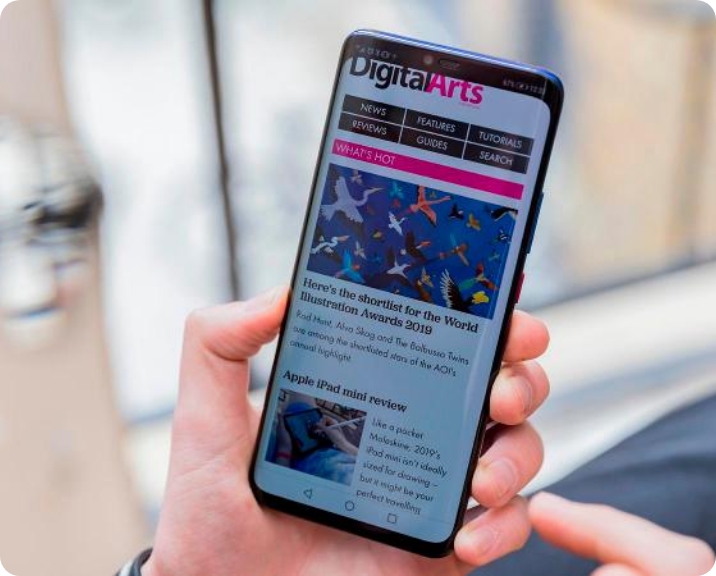 DigitalArts
NEWS
FEATURES
TUTORIALS
REVIEWS
GUIDES
SEARCH
WHAT'S HOT
Here's the shortlist for the World
Illustration Awards 2019
Rod Hunt, Alva Skog and The Balbusso Twins
are among the shortlisted stars of the AOI's
annual highlight
Apple iPad mini review
Like a pocket
Moleskine, 2019's
iPad mini isn't ideally
sized for drawing –
but it might be your
perfect travelling